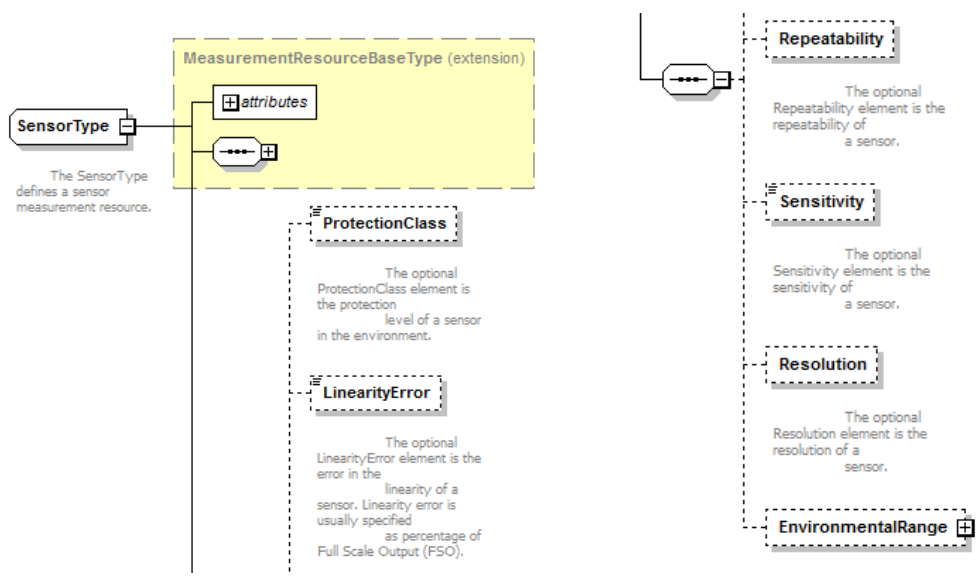 MeasurementResourceBaseType (extension)
attributes
SensorType
The SensorType
defines a sensor
measurement resource.
ProtectionClass
The optional
ProtectionClass element is
the protection
level of a sensor
in the environment.
LinearityError
The optional
LinearityError element is the
error in the
linearity of a
sensor. Linearity error is
usually specified
as percentage of
Full Scale Output (FSO).
Repeatability
The optional
Repeatability element is the
repeatability of
a sensor.
Sensitivity
The optional
Sensitivity element is the
sensitivity of
a sensor.
Resolution
The optional
Resolution element is the
resolution of a
sensor.
EnvironmentalRange